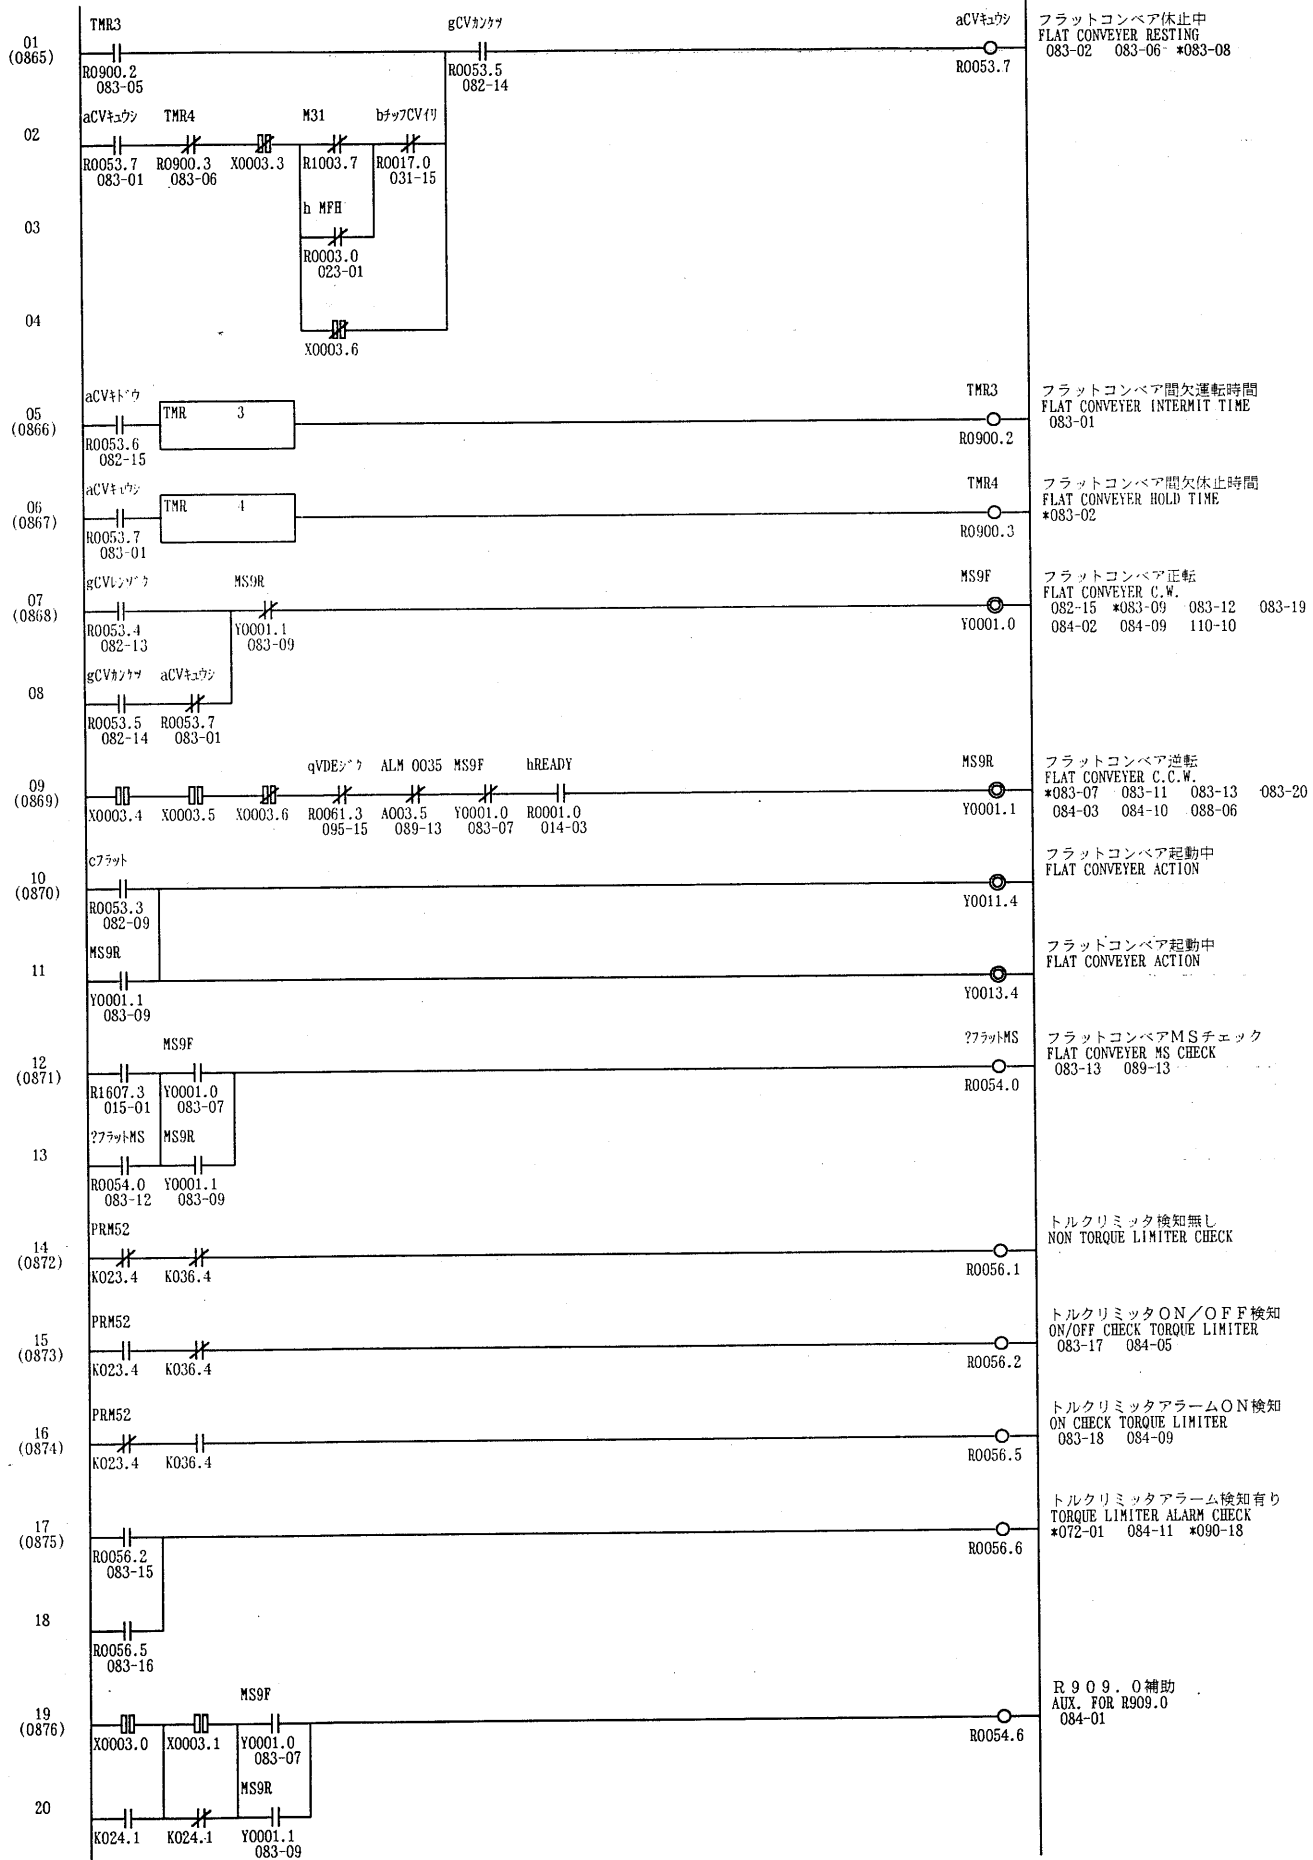 TMR3 gCVカンケツ aCVキュウシ フラットコンベア休止中
01 FLAT CONVEYER RESTING
(0865) 083-02 083-06 *083-08
R0900.2 R0053.5 R0053.7
083-05 082-14
aCVキュウシ TMR4 M31 bチップCVイリ
02
R0053.7 R0900.3 X0003.3 R1003.7 R0017.0
083-01 083-06 031-15
h MFH
03
R0003.0
023-01
04
X0003.6
aCVキドウ TMR3 フラットコンベア間欠運転時間
05 TMR 3 FLAT CONVEYER INTERMIT TIME
(0866) 083-01
R0053.6 R0900.2
082-15
aCVキュウシ TMR4 フラットコンベア間欠休止時間
06 TMR 4 FLAT CONVEYER HOLD TIME
(0867) *083-02
R0053.7 R0900.3
083-01
gCVレンゾク MS9R MS9F フラットコンベア正転
07 FLAT CONVEYER C.W.
(0868) 082-15 *083-09 083-12 083-19
R0053.4 Y0001.1 Y0001.0 084-02 084-09 110-10
082-13 083-09
gCVカンケツ aCVキュウシ
08
R0053.5 R0053.7
082-14 083-01
qVDEジク ALM 0035 MS9F hREADY MS9R フラットコンベア逆転
09 FLAT CONVEYER C.C.W.
(0869) *083-07 083-11 083-13 083-20
X0003.4 X0003.5 X0003.6 R0061.3 A003.5 Y0001.0 R0001.0 Y0001.1 084-03 084-10 088-06
095-15 089-13 083-07 014-03
cフラット フラットコンベア起動中
10 FLAT CONVEYER ACTION
(0870)
R0053.3 Y0011.4
082-09
MS9R フラットコンベア起動中
11 FLAT CONVEYER ACTION
Y0001.1 Y0013.4
083-09
MS9F ?フラットMS フラットコンベアMSチェック
12 FLAT CONVEYER MS CHECK
(0871) 083-13 089-13
R1607.3 Y0001.0 R0054.0
015-01 083-07
?フラットMS MS9R
13
R0054.0 Y0001.1
083-12 083-09
PRM52 トルクリミッタ検知無し
14 NON TORQUE LIMITER CHECK
(0872)
K023.4 K036.4 R0056.1
PRM52 トルクリミッタON/OFF検知
15 ON/OFF CHECK TORQUE LIMITER
(0873) 083-17 084-05
K023.4 K036.4 R0056.2
PRM52 トルクリミッタアラームON検知
16 ON CHECK TORQUE LIMITER
(0874) 083-18 084-09
K023.4 K036.4 R0056.5
トルクリミッタアラーム検知有り
17 TORQUE LIMITER ALARM CHECK
(0875) *072-01 084-11 *090-18
R0056.2 R0056.6
083-15
18
R0056.5
083-16
MS9F R909.0補助
19 AUX. FOR R909.0
(0876) 084-01
X0003.0 X0003.1 Y0001.0 R0054.6
083-07
MS9R
20
K024.1 K024.1 Y0001.1
083-09